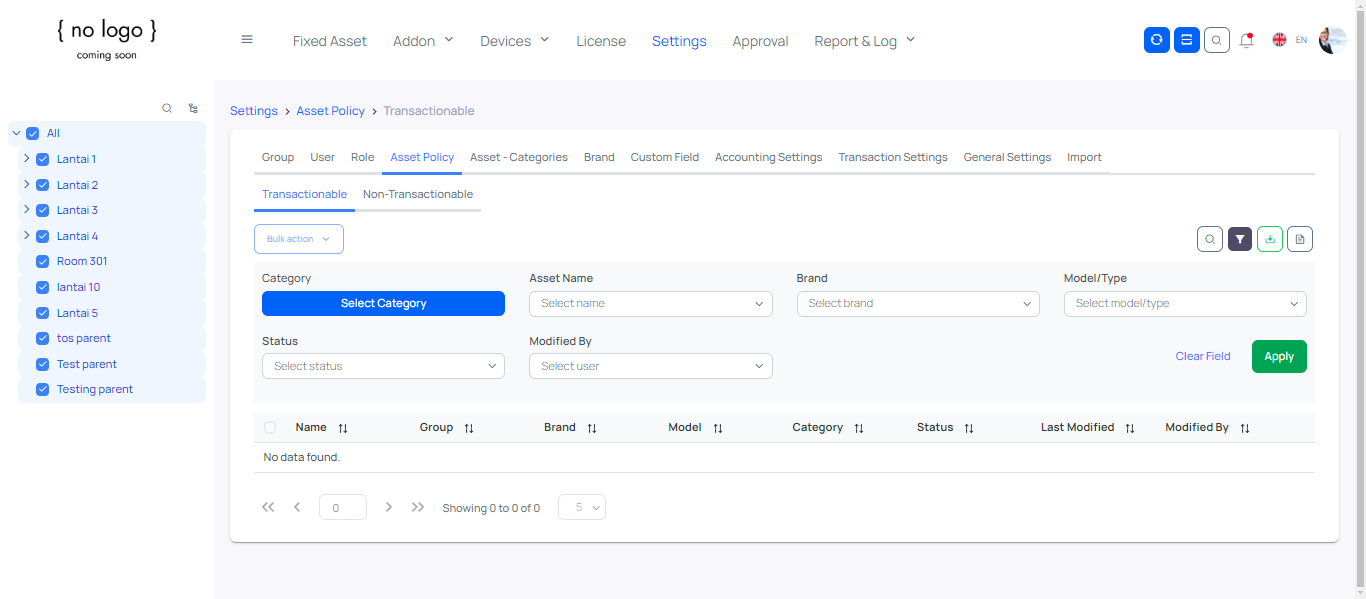 { no logo }
coming soon
Fixed Asset Addon Devices License Settings Approval Report & Log EN
All
Lantai 1
Lantai 2
Lantai 3
Lantai 4
Room 301
lantai 10
Lantai 5
tos parent
Test parent
Testing parent
Settings > Asset Policy > Transactionable
Group User Role Asset Policy Asset - Categories Brand Custom Field Accounting Settings Transaction Settings General Settings Import
Transactionable Non-Transactionable
Bulk action
Category Asset Name Brand Model/Type
Select Category Select name Select brand Select model/type
Status Modified By
Select status Select user Clear Field Apply
Name Group Brand Model Category Status Last Modified Modified By
No data found.
0 Showing 0 to 0 of 0 5